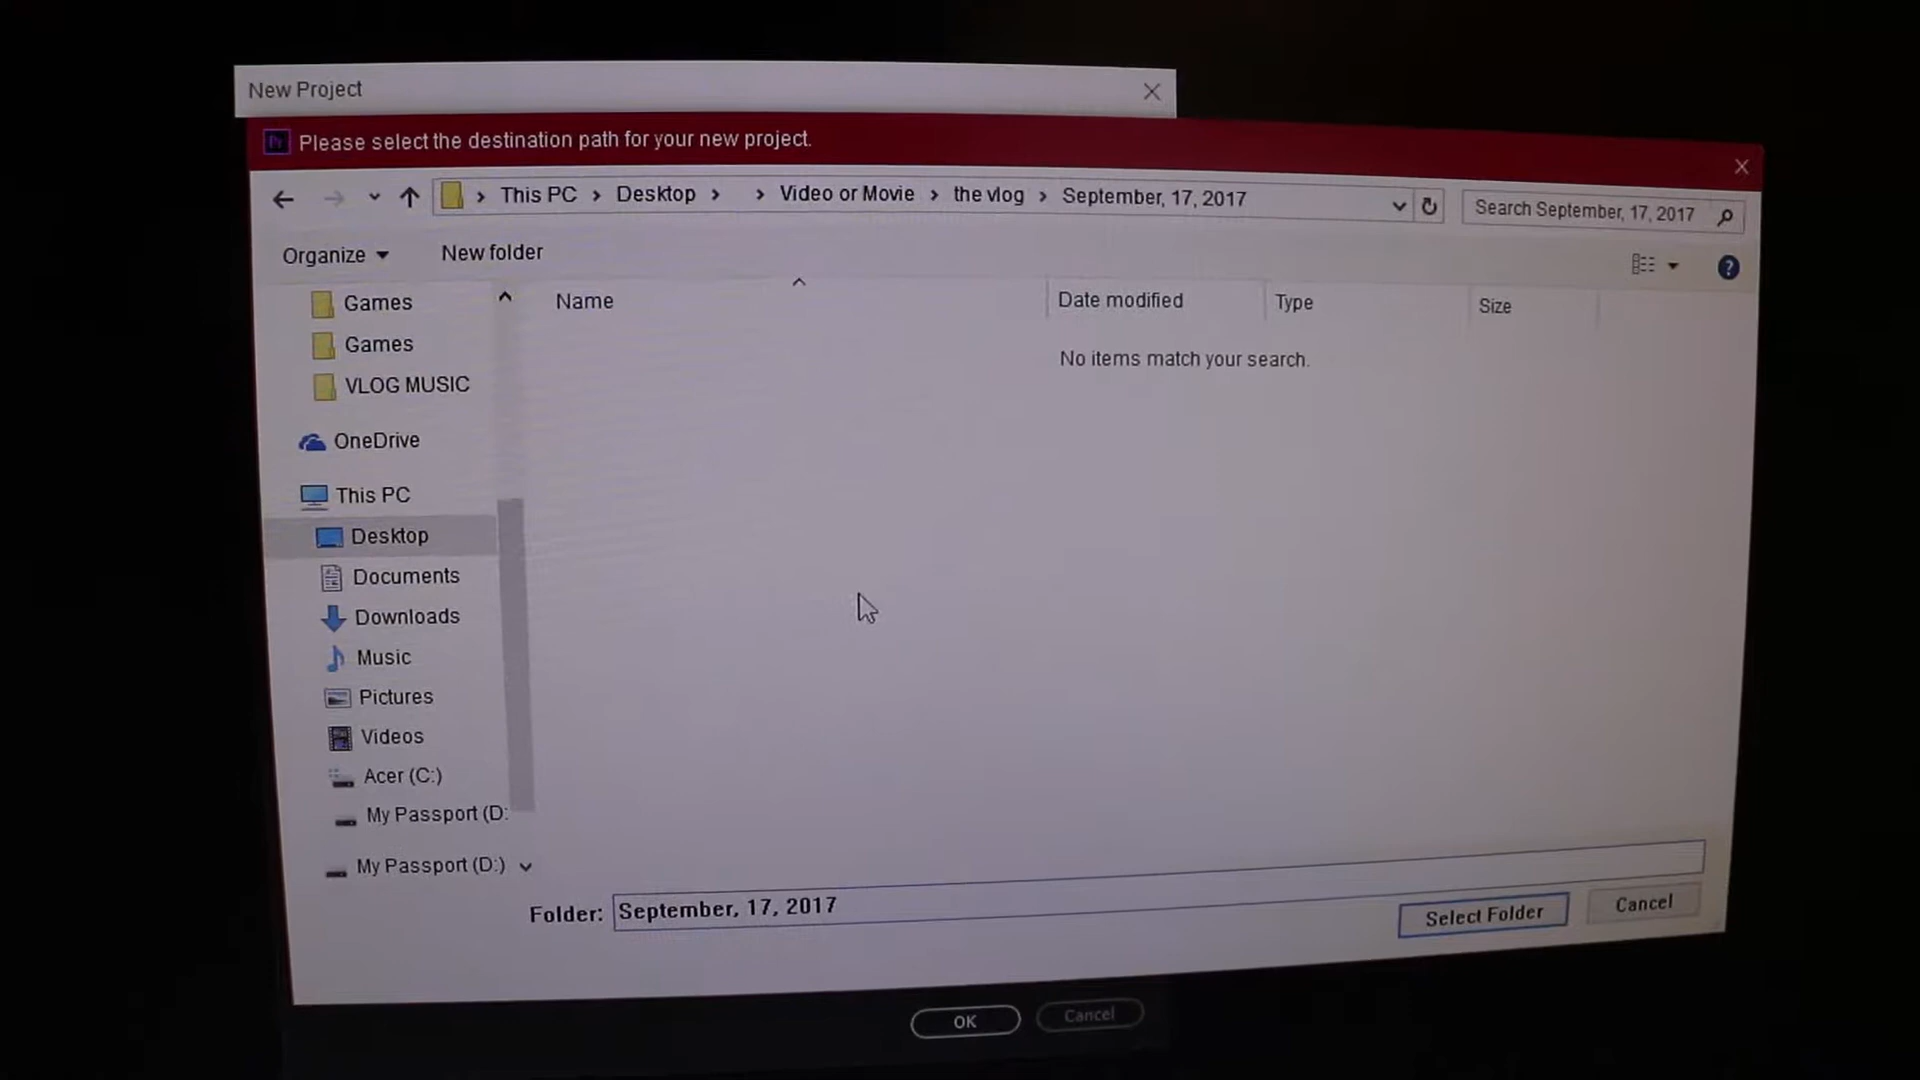 New Project
Pr Please select the destination path for your new project.
This PC > Desktop > > Video or Movie > the vlog > September, 17, 2017
Search September, 17, 2017
Organize
New folder
?
Name
Date modified
Type
Size
No items match your search.
Games
Games
VLOG MUSIC
OneDrive
This PC
Desktop
Documents
Downloads
Music
Pictures
Videos
Acer (C:)
My Passport (D:
My Passport (D:)
Folder: September, 17, 2017
Select Folder
Cancel
OK
Cancel